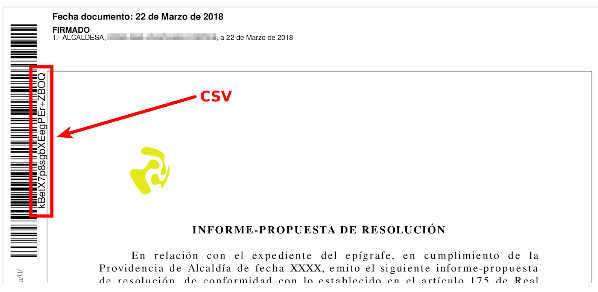 Fecha documento: 22 de Marzo de 2018
FIRMADO
1.- ALCALDESA, , a 22 de Marzo de 2018
CSV
kBeIX7p8sgbXEegPEr+ZBOQ
INFORME-PROPUESTA DE RESOLUCIÓN
En relación con el expediente del epígrafe, en cumplimiento de la
Providencia de Alcaldía de fecha XXXX, emito el siguiente informe-propuesta
de resolución, de conformidad con lo establecido en el artículo 175 de Real